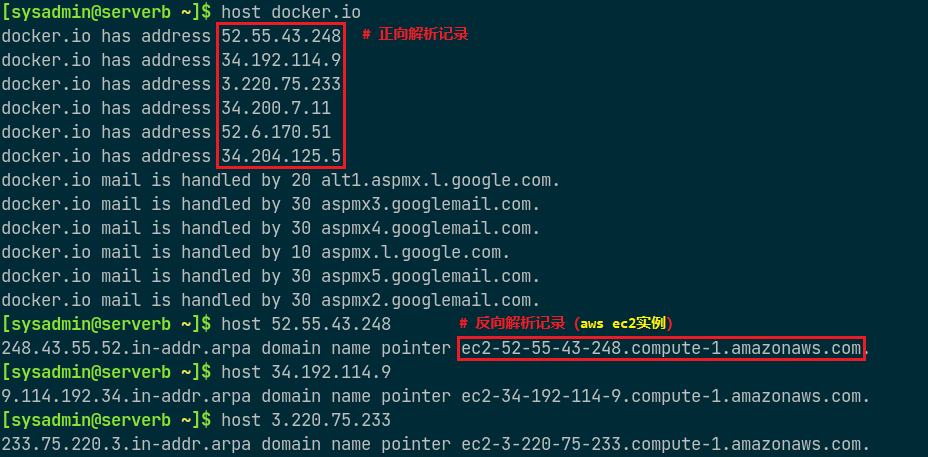 [sysadmin@serverb ~]$ host docker.io
docker.io has address 52.55.43.248 # 正向解析记录
docker.io has address 34.192.114.9
docker.io has address 3.220.75.233
docker.io has address 34.200.7.11
docker.io has address 52.6.170.51
docker.io has address 34.204.125.5
docker.io mail is handled by 20 alt1.aspmx.l.google.com.
docker.io mail is handled by 30 aspmx3.googlemail.com.
docker.io mail is handled by 30 aspmx4.googlemail.com.
docker.io mail is handled by 10 aspmx.l.google.com.
docker.io mail is handled by 30 aspmx5.googlemail.com.
docker.io mail is handled by 30 aspmx2.googlemail.com.
[sysadmin@serverb ~]$ host 52.55.43.248 # 反向解析记录（aws ec2实例）
248.43.55.52.in-addr.arpa domain name pointer ec2-52-55-43-248.compute-1.amazonaws.com.
[sysadmin@serverb ~]$ host 34.192.114.9
9.114.192.34.in-addr.arpa domain name pointer ec2-34-192-114-9.compute-1.amazonaws.com.
[sysadmin@serverb ~]$ host 3.220.75.233
233.75.220.3.in-addr.arpa domain name pointer ec2-3-220-75-233.compute-1.amazonaws.com.